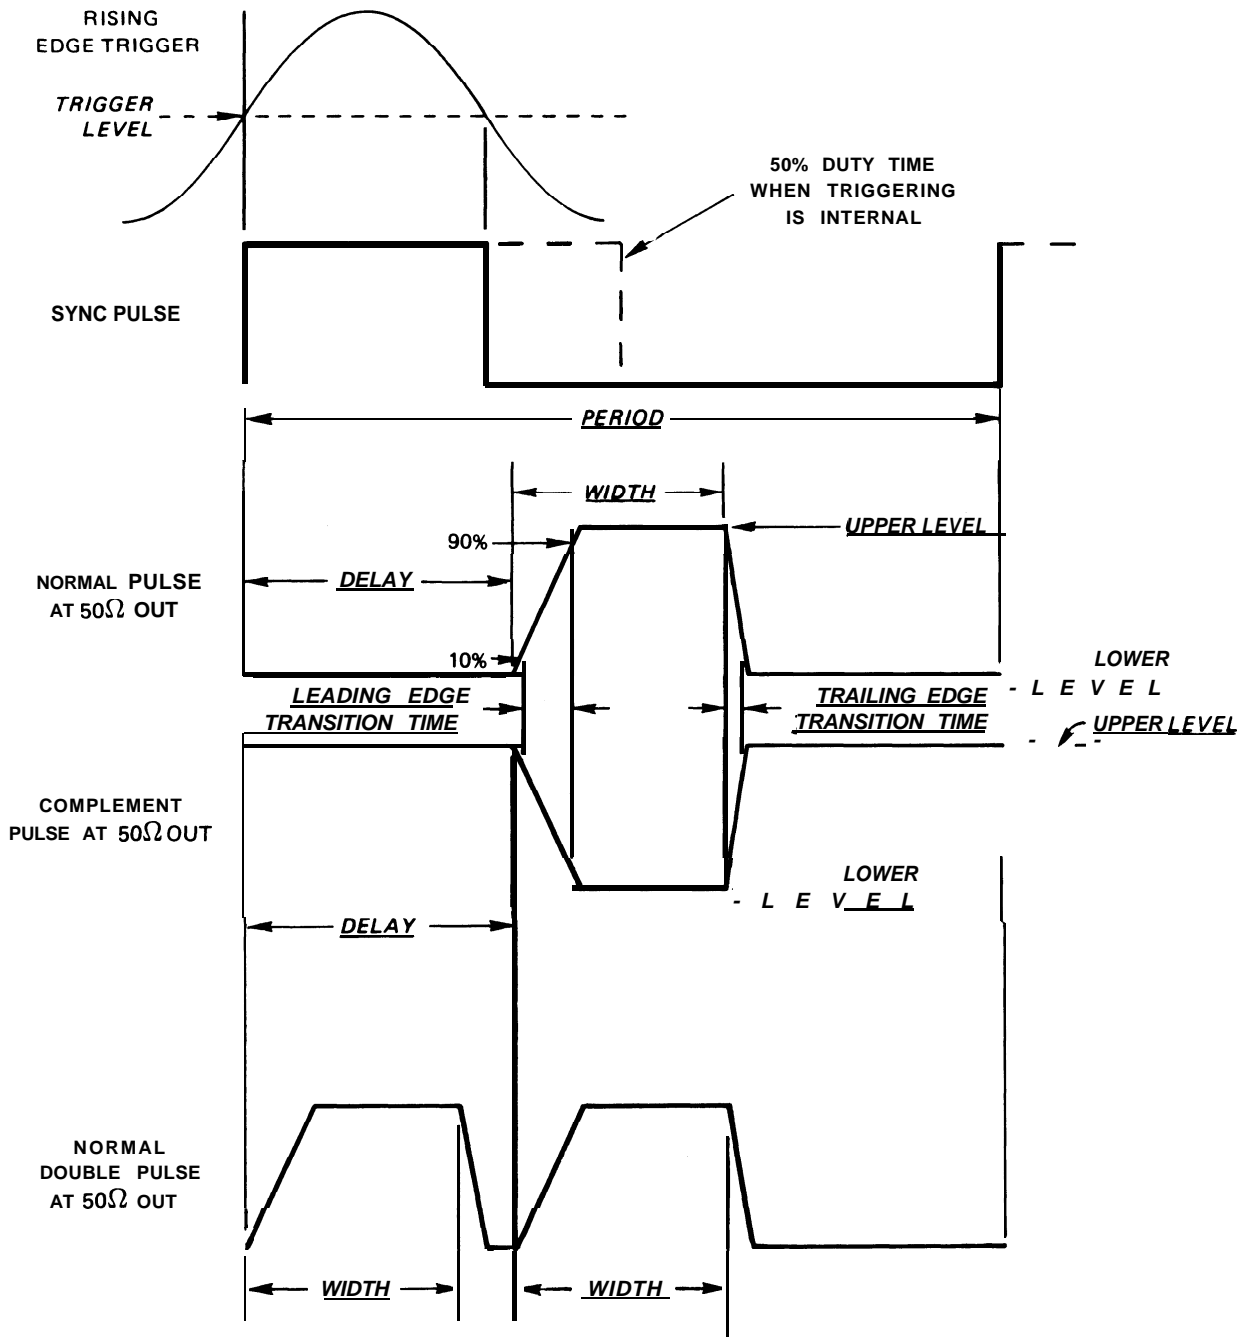 RISING
EDGE TRIGGER
TRIGGER
LEVEL
50% DUTY TIME
WHEN TRIGGERING
IS INTERNAL
SYNC PULSE
PERIOD
WIDTH
UPPER LEVEL
90%
NORMAL PULSE
AT 50Ω OUT
DELAY
10%
LOWER
- LEVEL
LEADING EDGE
TRANSITION TIME
TRAILING EDGE
TRANSITION TIME
UPPER LEVEL
COMPLEMENT
PULSE AT 50Ω OUT
LOWER
- LEVEL
DELAY
NORMAL
DOUBLE PULSE
AT 50Ω OUT
WIDTH
WIDTH